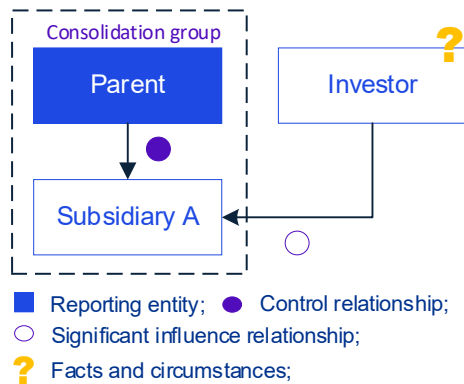 Consolidation group
Parent
Investor
?
Subsidiary A
Reporting entity; Control relationship;
Significant influence relationship;
? Facts and circumstances;